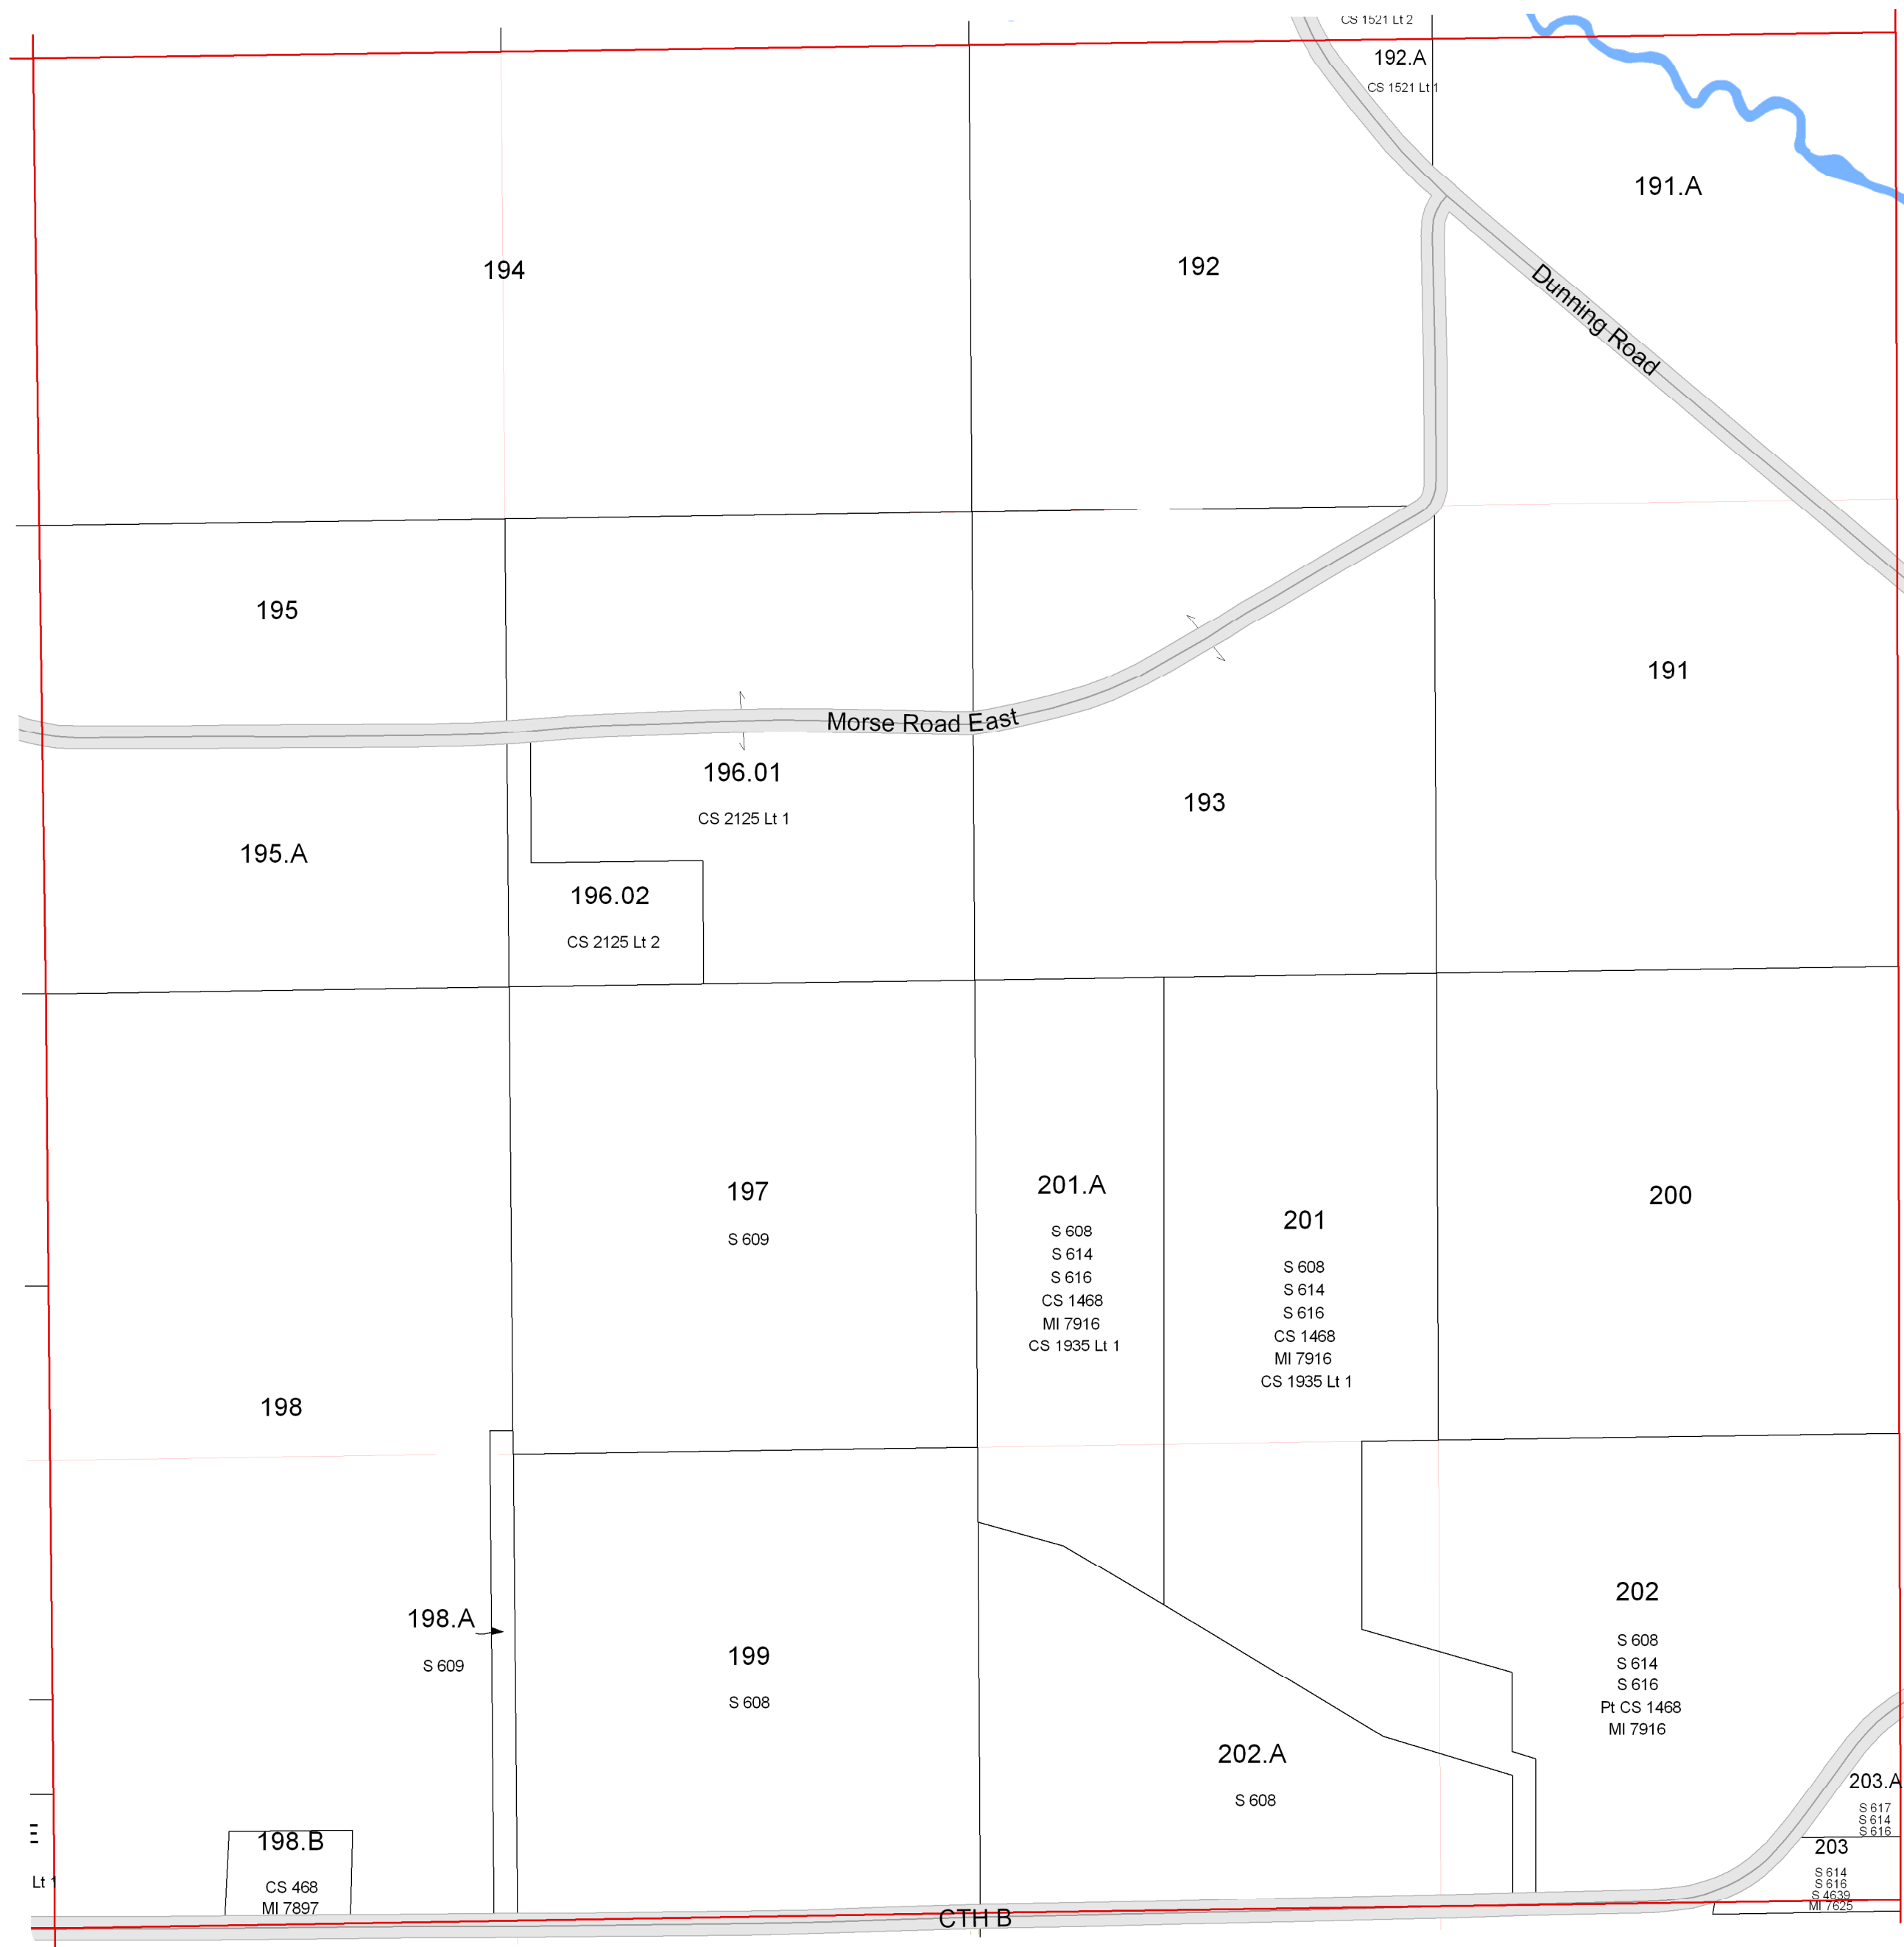 CS 1521 Lt 2
192.A
CS 1521 Lt 1
191.A
194
192
Dunning Road
195
191
Morse Road East
196.01
CS 2125 Lt 1
193
195.A
196.02
CS 2125 Lt 2
197
S 609
201.A
S 608
S 614
S 616
CS 1468
MI 7916
CS 1935 Lt 1
201
S 608
S 614
S 616
CS 1468
MI 7916
CS 1935 Lt 1
200
198
198.A
S 609
199
S 608
202
S 608
S 614
S 616
Pt CS 1468
MI 7916
202.A
S 608
203.A
S 617
S 614
S 616
203
S 614
S 616
S 4639
MI 7625
198.B
CS 468
MI 7897
Lt 1
CTH B